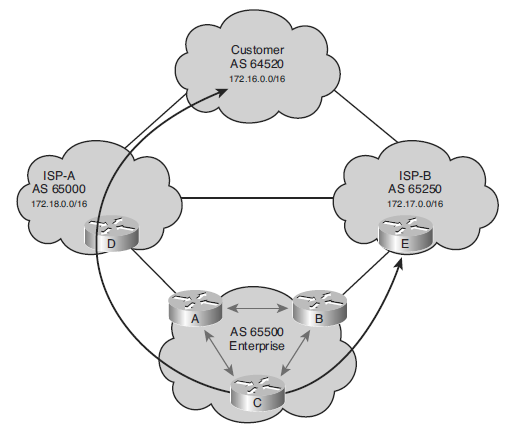 Customer
AS 64520
172.16.0.0/16
ISP-A
AS 65000
172.18.0.0/16
D
ISP-B
AS 65250
172.17.0.0/16
E
A
B
AS 65500
Enterprise
C